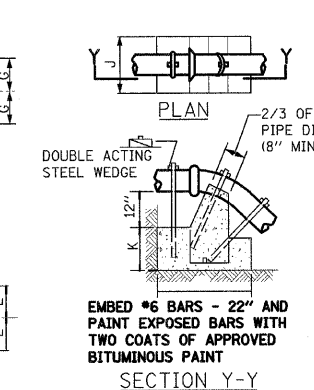 Y
Y
J
G
G
PLAN
2/3 OF
PIPE DI
(8" MIN
DOUBLE ACTING
STEEL WEDGE
12"
K
EMBED #6 BARS - 22" AND
PAINT EXPOSED BARS WITH
TWO COATS OF APPROVED
BITUMINOUS PAINT
SECTION Y-Y